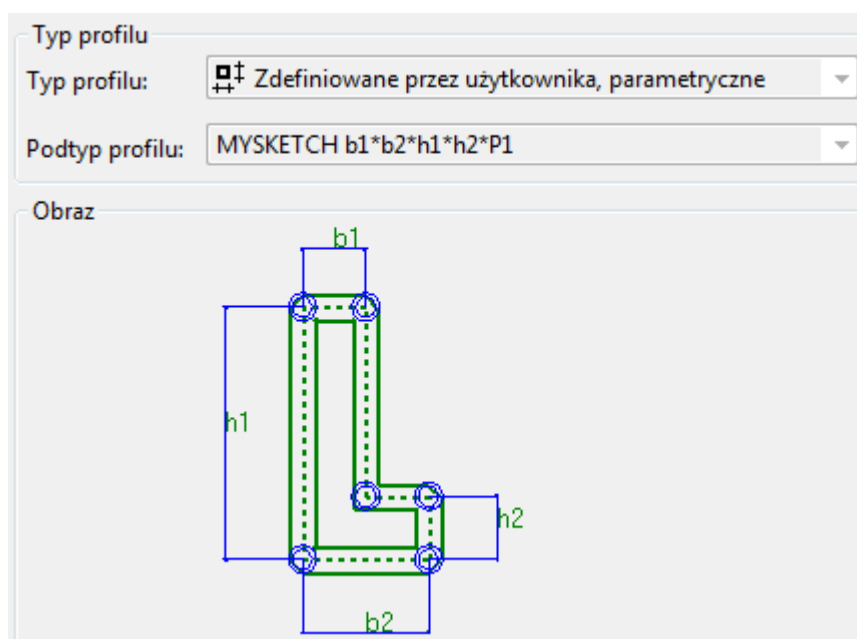 Typ profilu
Typ profilu: Zdefiniowane przez użytkownika, parametryczne
Podtyp profilu: MYSKETCH b1*b2*h1*h2*P1
Obraz
b1
h1
h2
b2